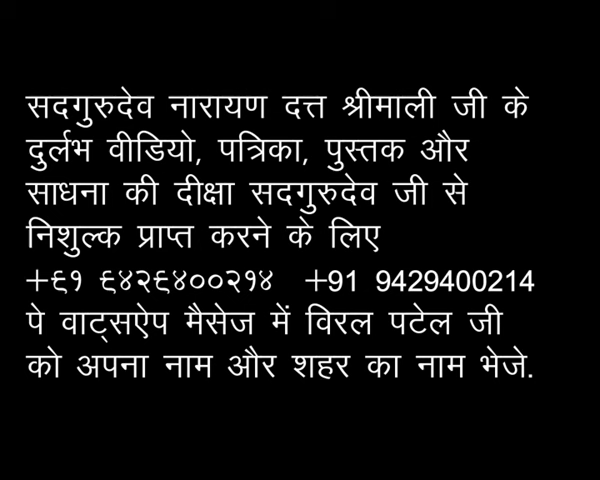 सदगुरुदेव नारायण दत्त श्रीमाली जी के
दुर्लभ वीडियो, पत्रिका, पुस्तक और
साधना की दीक्षा सदगुरुदेव जी से
निशुल्क प्राप्त करने के लिए
+९१ ९४२९४००२१४ +91 9429400214
पे वाट्सऐप मैसेज में विरल पटेल जी
को अपना नाम और शहर का नाम भेजे.